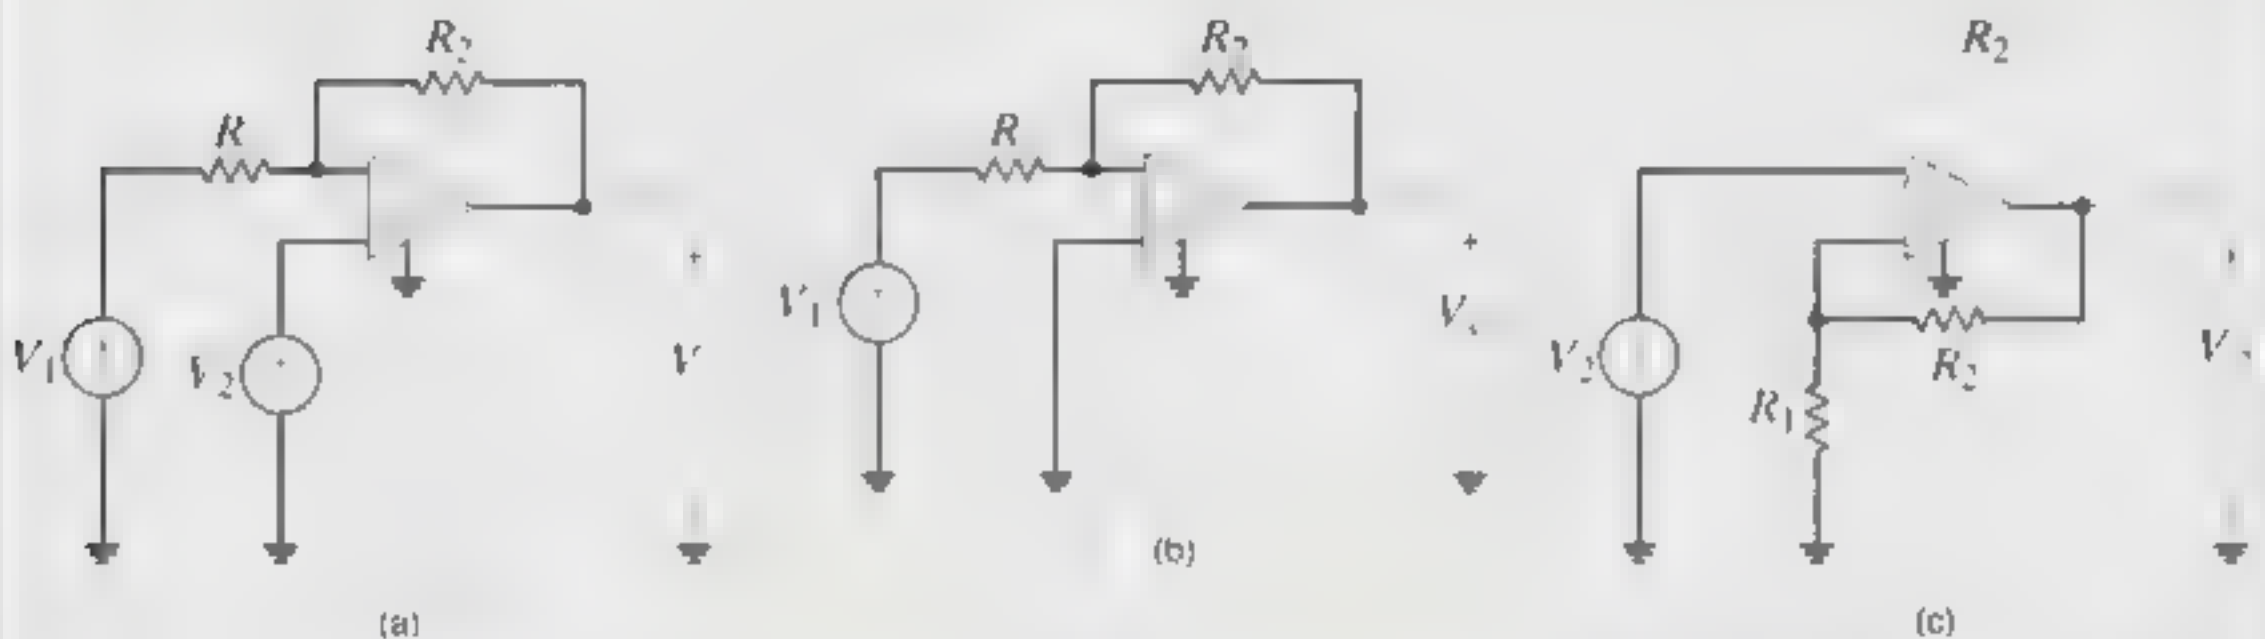 R2 R2 R2
R R
V1 V2 V V1 V V2 R1 R2 V
+ +
(a) (b) (c)